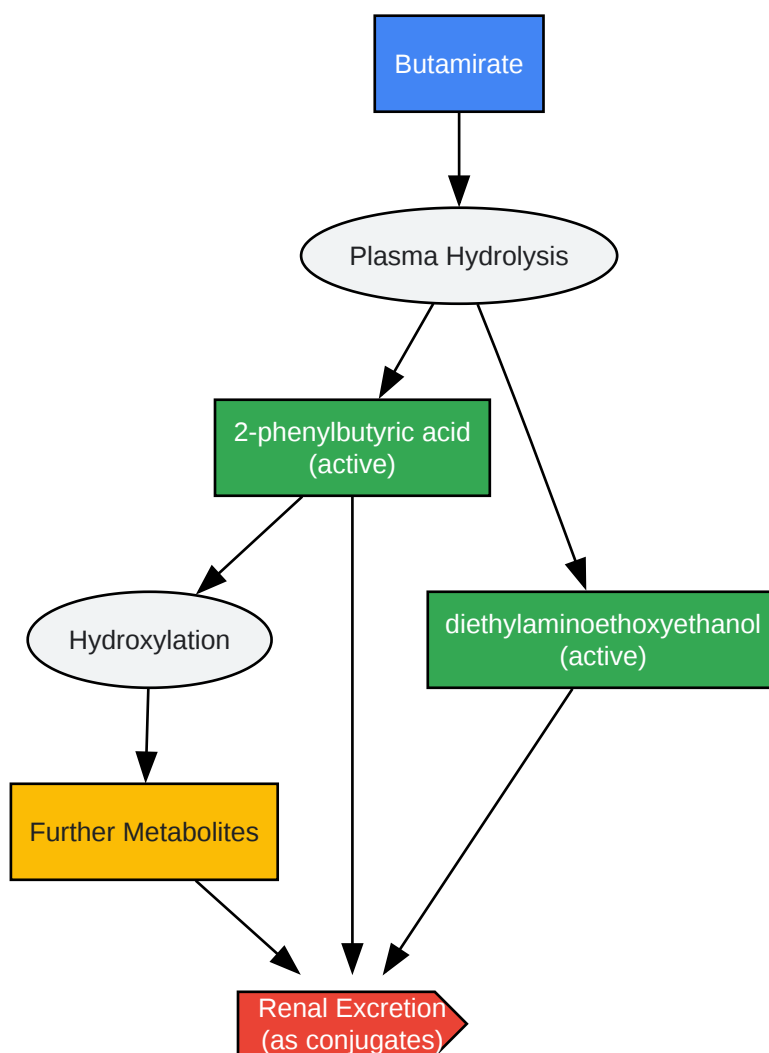 Butamirate
Plasma Hydrolysis
2-phenylbutyric acid
(active)
Hydroxylation
diethylaminoethoxyethanol
(active)
Further Metabolites
Renal Excretion
(as conjugates)